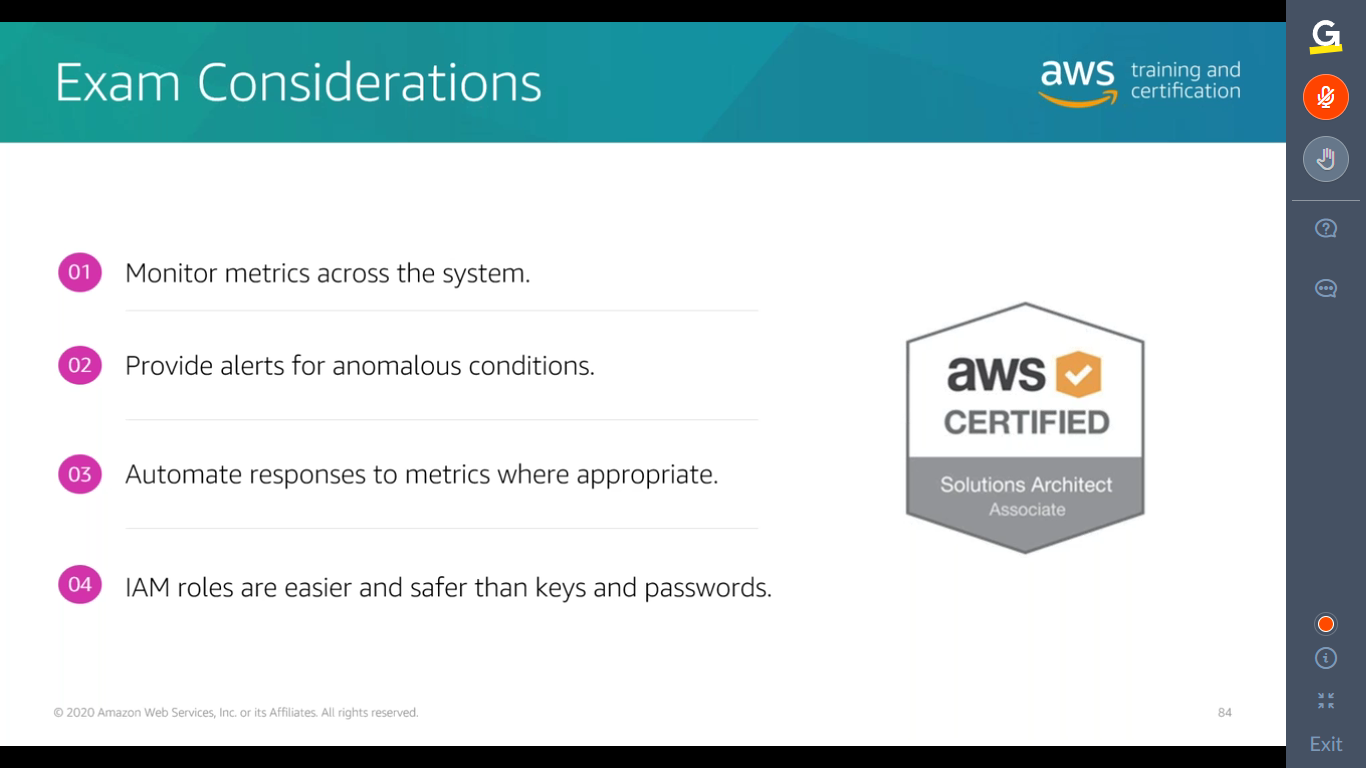 Exam Considerations
aws training and
certification
01 Monitor metrics across the system.
02 Provide alerts for anomalous conditions.
03 Automate responses to metrics where appropriate.
04 IAM roles are easier and safer than keys and passwords.
aws
CERTIFIED
Solutions Architect
Associate
© 2020 Amazon Web Services, Inc. or its Affiliates. All rights reserved.
84
G
Exit